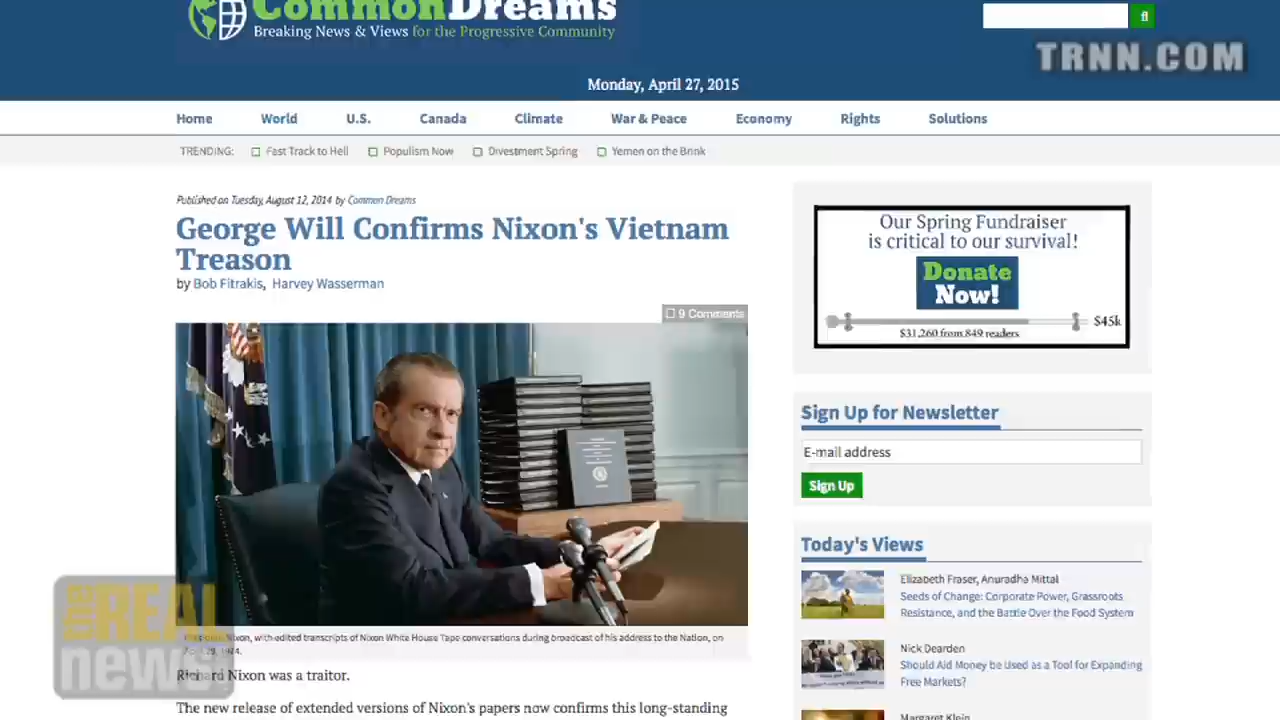 CommonDreams
Breaking News & Views for the Progressive Community
TRNN.COM
Monday, April 27, 2015
Home World U.S. Canada Climate War & Peace Economy Rights Solutions
TRENDING: Fast Track to Hell Populism Now Divestment Spring Yemen on the Brink
Published on Tuesday, August 12, 2014 by Common Dreams
George Will Confirms Nixon's Vietnam
Treason
by Bob Fitrakis, Harvey Wasserman
9 Comments
Nixon, with edited transcripts of Nixon White House Tape conversations during broadcast of his address to the Nation, on
Richard Nixon was a traitor.
The new release of extended versions of Nixon's papers now confirms this long-standing
the REAL
news
Our Spring Fundraiser
is critical to our survival!
Donate
Now!
$45k
$31,260 from 849 readers
Sign Up for Newsletter
E-mail address
Sign Up
Today's Views
Elizabeth Fraser, Anuradha Mittal
Seeds of Change: Corporate Power, Grassroots
Resistance, and the Battle Over the Food System
Nick Dearden
Should Aid Money be Used as a Tool for Expanding
Free Markets?
Margaret Klein